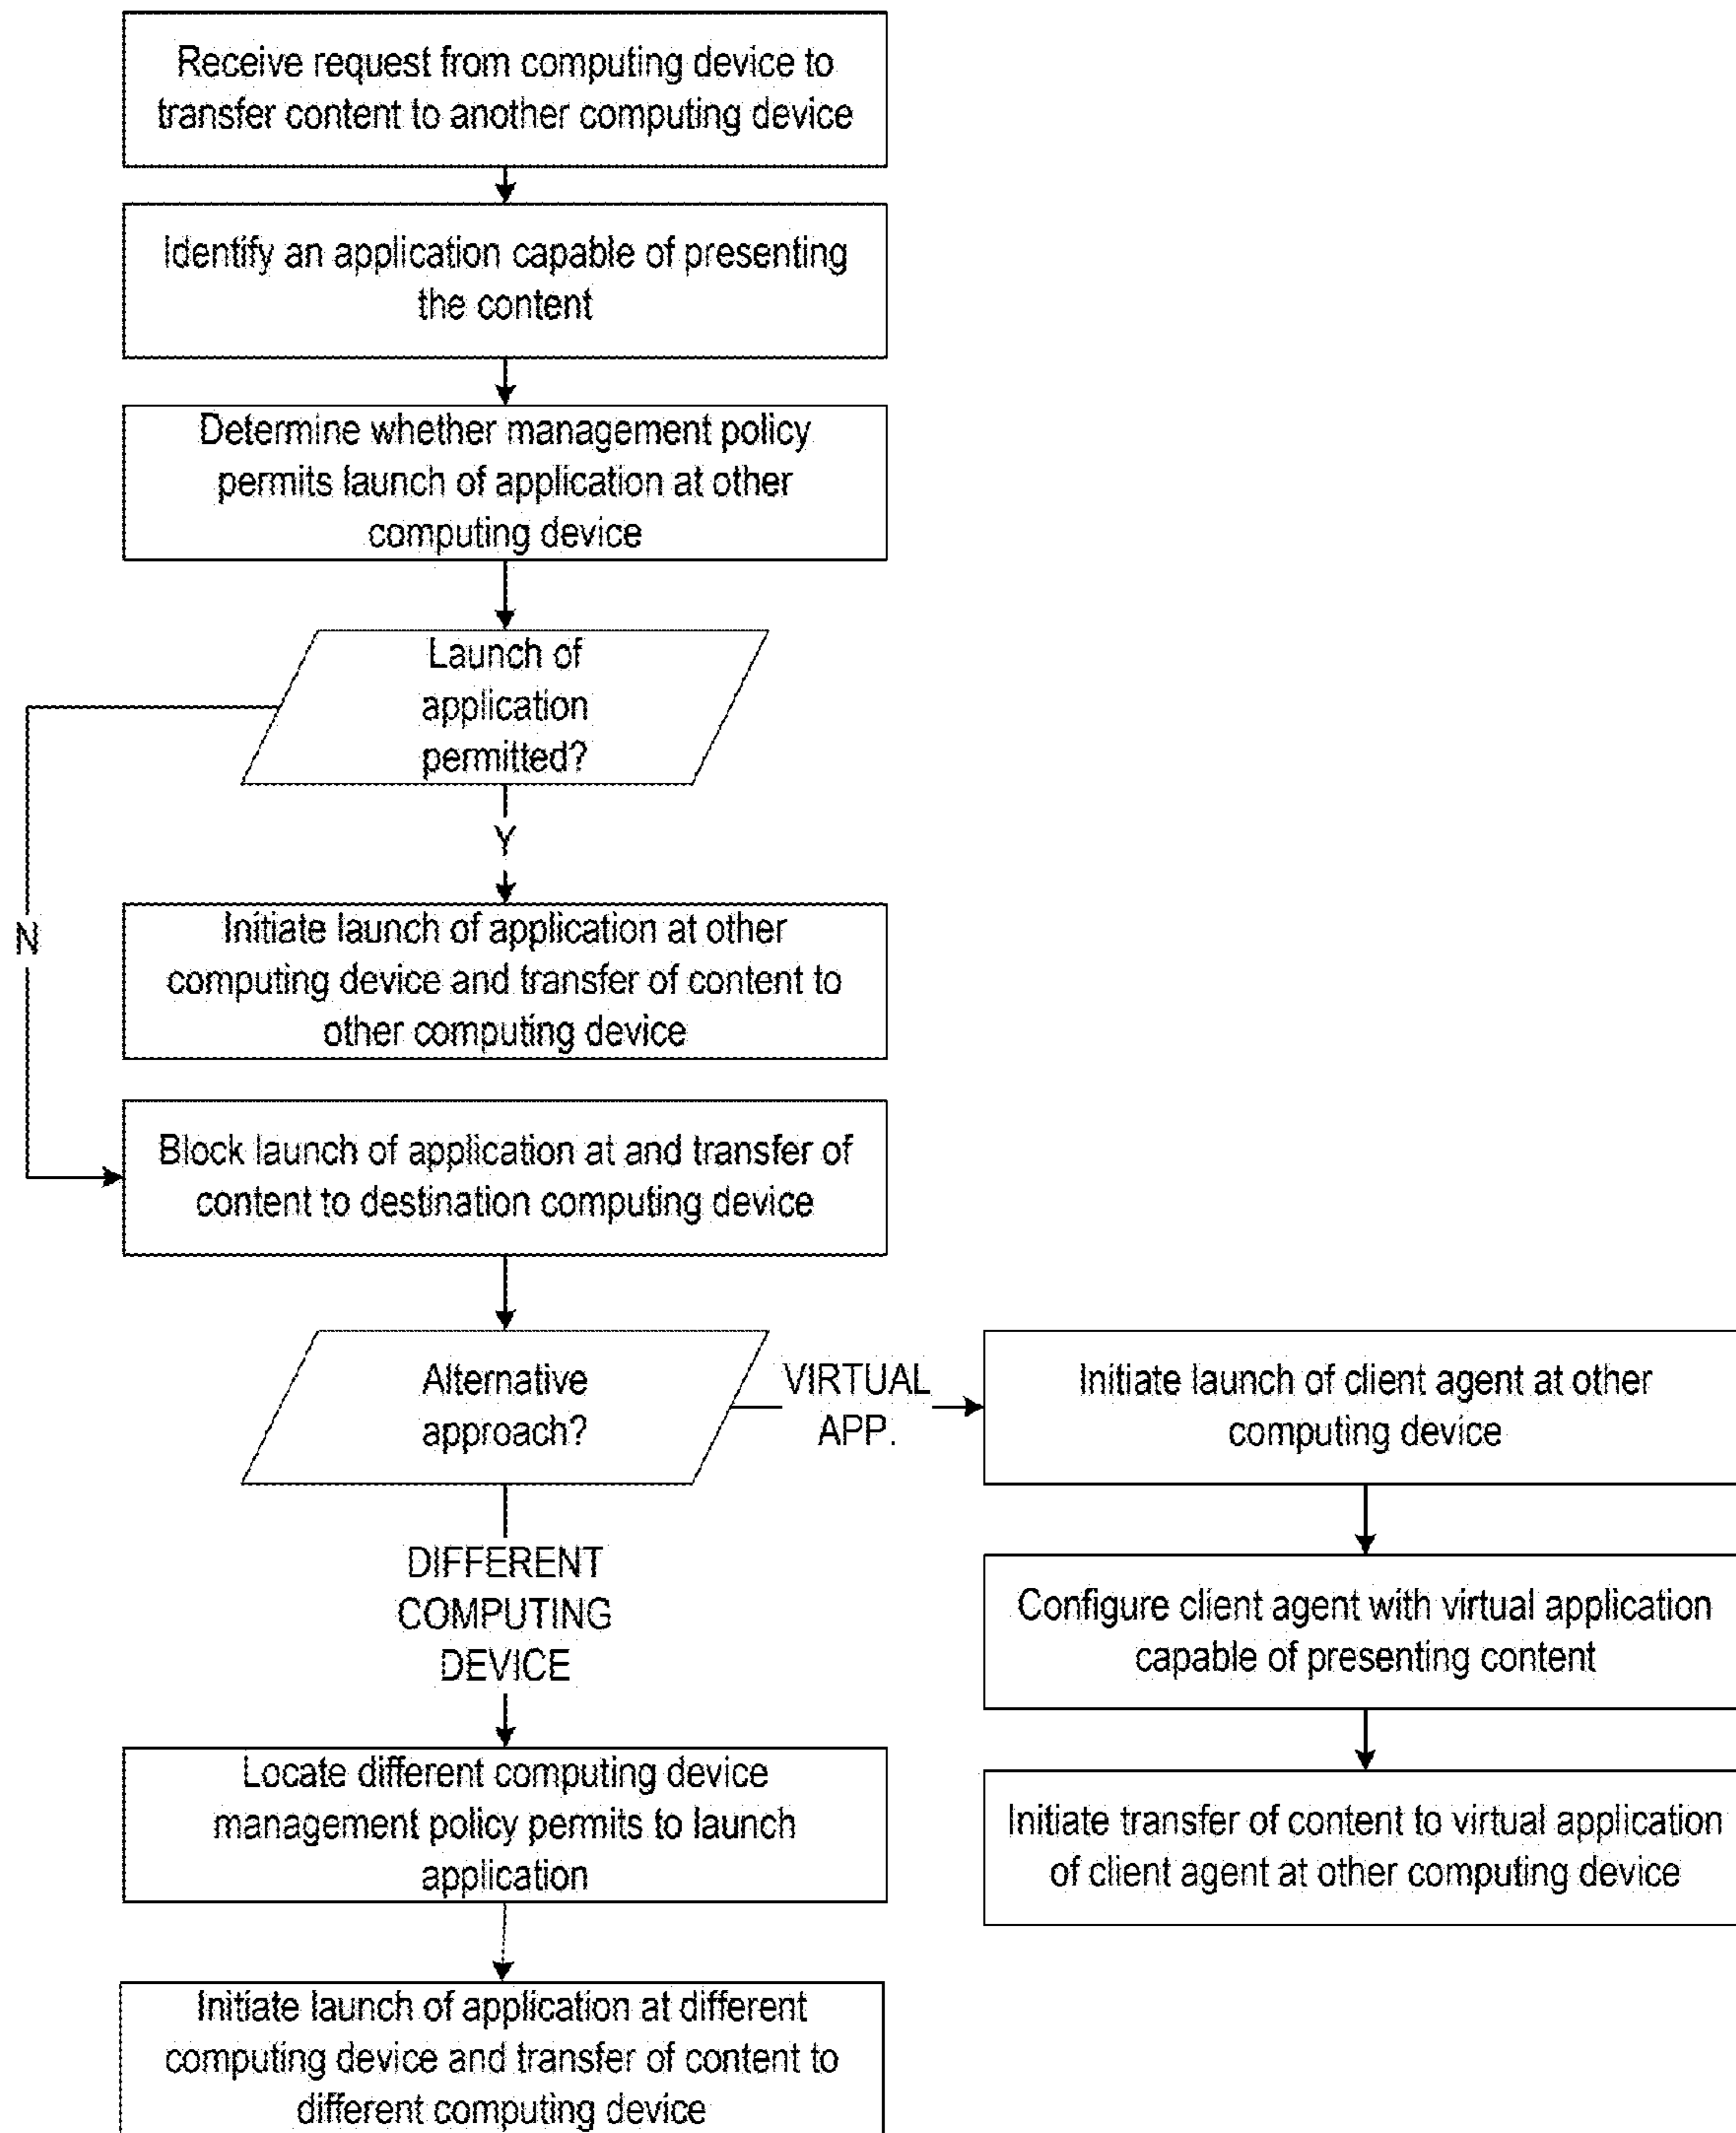 Receive request from computing device to
transfer content to another computing device
Identify an application capable of presenting
the content
Determine whether management policy
permits launch of application at other
computing device
Launch of
application
permitted?
Y
N
Initiate launch of application at other
computing device and transfer of content to
other computing device
Block launch of application at and transfer of
content to destination computing device
Alternative
approach?
VIRTUAL
APP.
Initiate launch of client agent at other
computing device
DIFFERENT
COMPUTING
DEVICE
Configure client agent with virtual application
capable of presenting content
Locate different computing device
management policy permits to launch
application
Initiate transfer of content to virtual application
of client agent at other computing device
Initiate launch of application at different
computing device and transfer of content to
different computing device